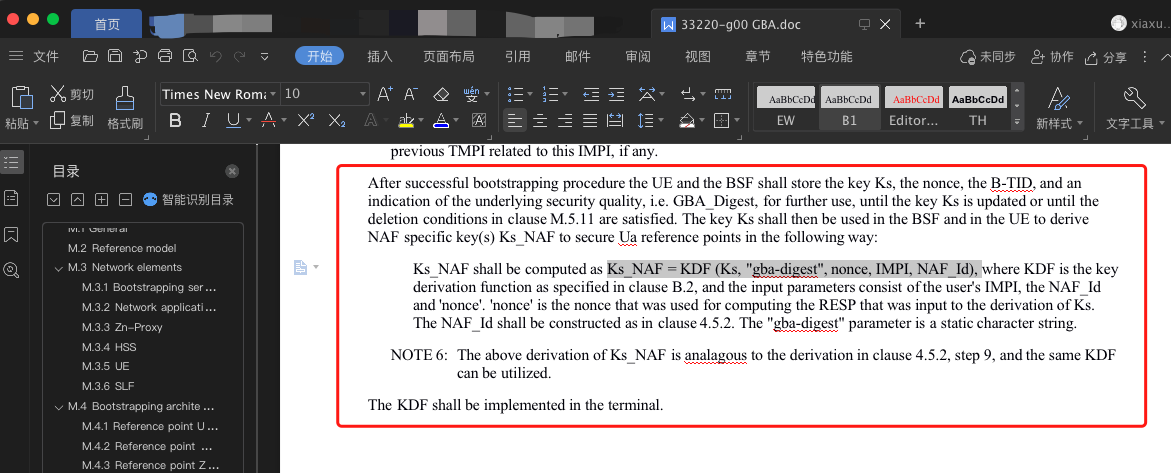 首页
33220-g00 GBA.doc
xiaxu...
文件
开始
插入
页面布局
引用
邮件
审阅
视图
章节
特色功能
未同步
协作
分享
粘贴
剪切
复制
格式刷
Times New Roma
10
wén
B I U A X² X₂ A ab A A
AaBbCcDd
AaBbCcDd
AaBbCcDd
AaBbCcDd
EW
B1
Editor...
TH
新样式
文字工具
目录
智能识别目录
M.1 General
M.2 Reference model
M.3 Network elements
M.3.1 Bootstrapping ser ...
M.3.2 Network applicati...
M.3.3 Zn-Proxy
M.3.4 HSS
M.3.5 UE
M.3.6 SLF
M.4 Bootstrapping archite ...
M.4.1 Reference point U ...
M.4.2 Reference point ...
M.4.3 Reference point Z ...
previous TMPI related to this IMPI, if any.
After successful bootstrapping procedure the UE and the BSF shall store the key Ks, the nonce, the B-TID, and an
indication of the underlying security quality, i.e. GBA_Digest, for further use, until the key Ks is updated or until the
deletion conditions in clause M.5.11 are satisfied. The key Ks shall then be used in the BSF and in the UE to derive
NAF specific key(s) Ks_NAF to secure Ua reference points in the following way:
Ks_NAF shall be computed as Ks_NAF = KDF (Ks, "gba-digest", nonce, IMPI, NAF_Id), where KDF is the key
derivation function as specified in clause B.2, and the input parameters consist of the user's IMPI, the NAF_Id
and 'nonce'. 'nonce' is the nonce that was used for computing the RESP that was input to the derivation of Ks.
The NAF_Id shall be constructed as in clause 4.5.2. The "gba-digest" parameter is a static character string.
NOTE 6: The above derivation of Ks_NAF is analagous to the derivation in clause 4.5.2, step 9, and the same KDF
can be utilized.
The KDF shall be implemented in the terminal.